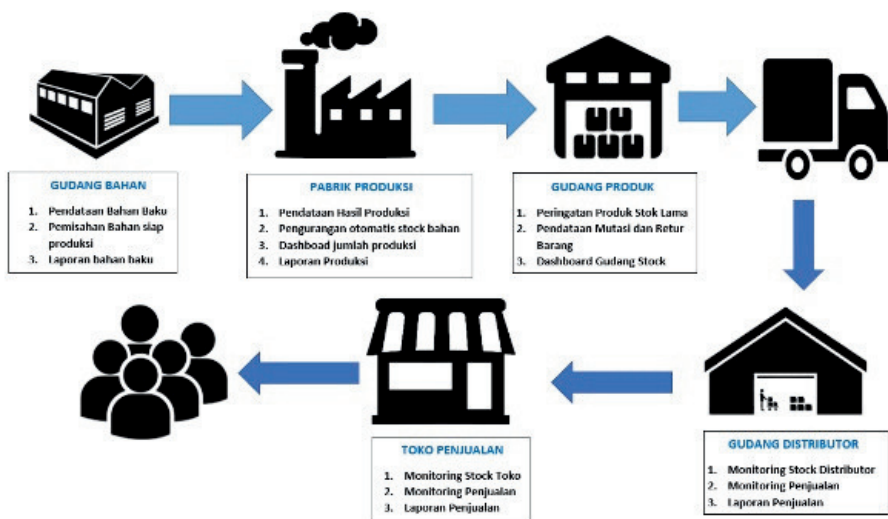 GUDANG BAHAN
1. Pendataan Bahan Baku
2. Pemisahan Bahan siap
produksi
3. Laporan bahan baku
PABRIK PRODUKSI
1. Pendataan Hasil Produksi
2. Pengurangan otomatis stock bahan
3. Dashboad jumlah produksi
4. Laporan Produksi
GUDANG PRODUK
1. Peringatan Produk Stok Lama
2. Pendataan Mutasi dan Retur
Barang
3. Dashboard Gudang Stock
TOKO PENJUALAN
1. Monitoring Stock Toko
2. Monitoring Penjualan
3. Laporan Penjualan
GUDANG DISTRIBUTOR
1. Monitoring Stock Distributor
2. Monitoring Penjualan
3. Laporan Penjualan